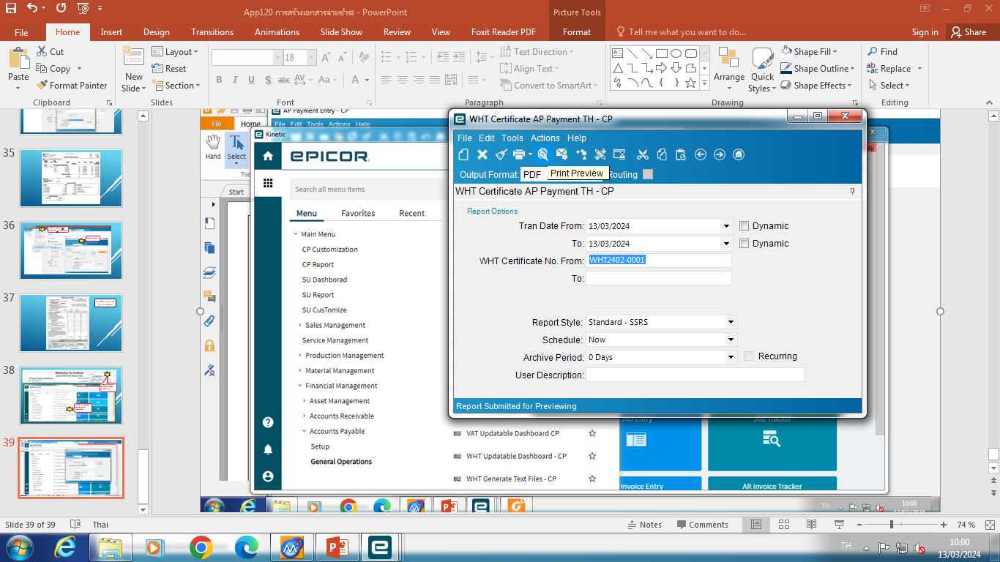 App120 การสร้างเอกสารจ่ายชำระ - PowerPoint
Picture Tools
File Home Insert Design Transitions Animations Slide Show Review View Foxit Reader PDF Format Tell me what you want to do... Sign in Share
Paste
Cut
Copy
Format Painter
Clipboard
New Slide
Layout
Reset
Section
Slides
18
B I U S abc AV Aa A
Font
Text Direction
Align Text
Convert to SmartArt
Paragraph
Arrange
Quick Styles
Shape Fill
Shape Outline
Shape Effects
Drawing
Find
Replace
Select
Editing
35
36
37
38
39
File Home
Hand
Select
Start
AP Payment Entry - CP
File Edit Tools Actions Help
Kinetic
EPICOR
Search all menu items
Menu Favorites Recent
Main Menu
CP Customization
CP Report
SU Dashborad
SU Report
SU CusTomize
Sales Management
Service Management
Production Management
Material Management
Financial Management
Asset Management
Accounts Receivable
Accounts Payable
Setup
General Operations
VAT Updatable Dashboard CP
WHT Updatable Dashboard - CP
WHT Generate Text Files - CP
Job Entry
Job Tracker
Invoice Entry
AR Invoice Tracker
WHT Certificate AP Payment TH - CP
File Edit Tools Actions Help
Output Format: PDF Print Preview Routing
WHT Certificate AP Payment TH - CP
Report Options
Tran Date From: 13/03/2024 Dynamic
To: 13/03/2024 Dynamic
WHT Certificate No. From: WHT2402-0001
To:
Report Style: Standard - SSRS
Schedule: Now
Archive Period: 0 Days Recurring
User Description:
Report Submitted for Previewing
TH 10:00
13/03/2024
Slide 39 of 39 Thai Notes Comments 74 %
TH 10:00
13/03/2024